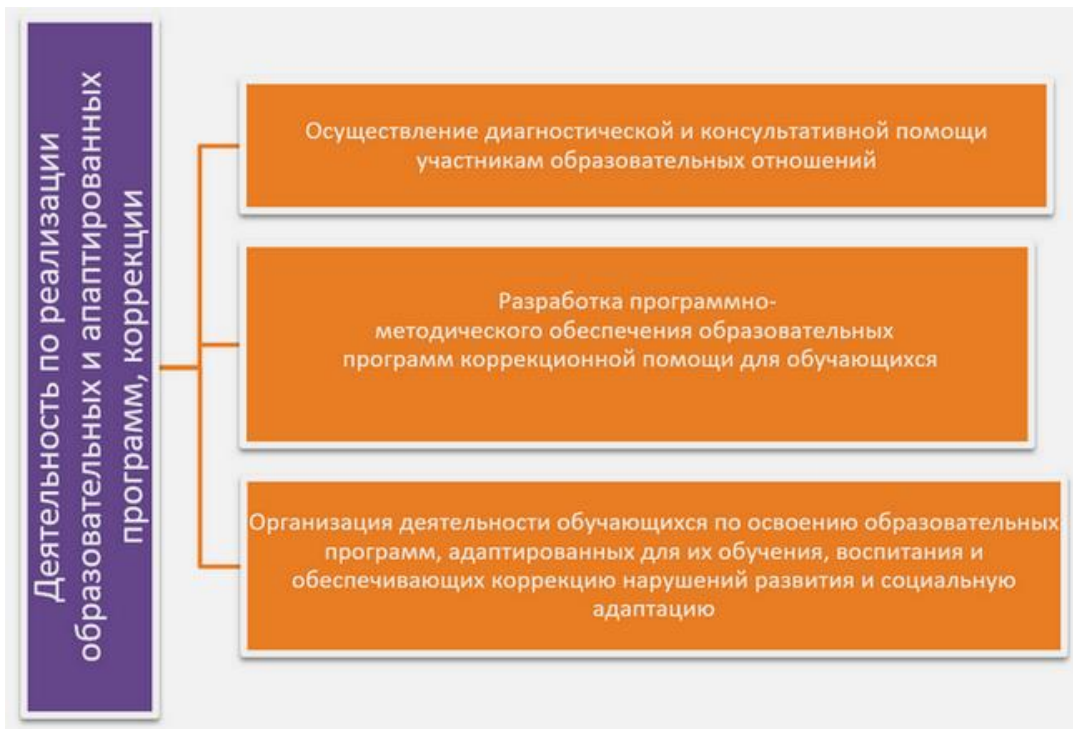 Деятельность по реализации
образовательных и апаптированных
программ, коррекции
Осуществление диагностической и консультативной помощи
участникам образовательных отношений
Разработка программно-
методического обеспечения образовательных
программ коррекционной помощи для обучающихся
Организация деятельности обучающихся по освоению образовательных
программ, адаптированных для их обучения, воспитания и
обеспечивающих коррекцию нарушений развития и социальную
адаптацию